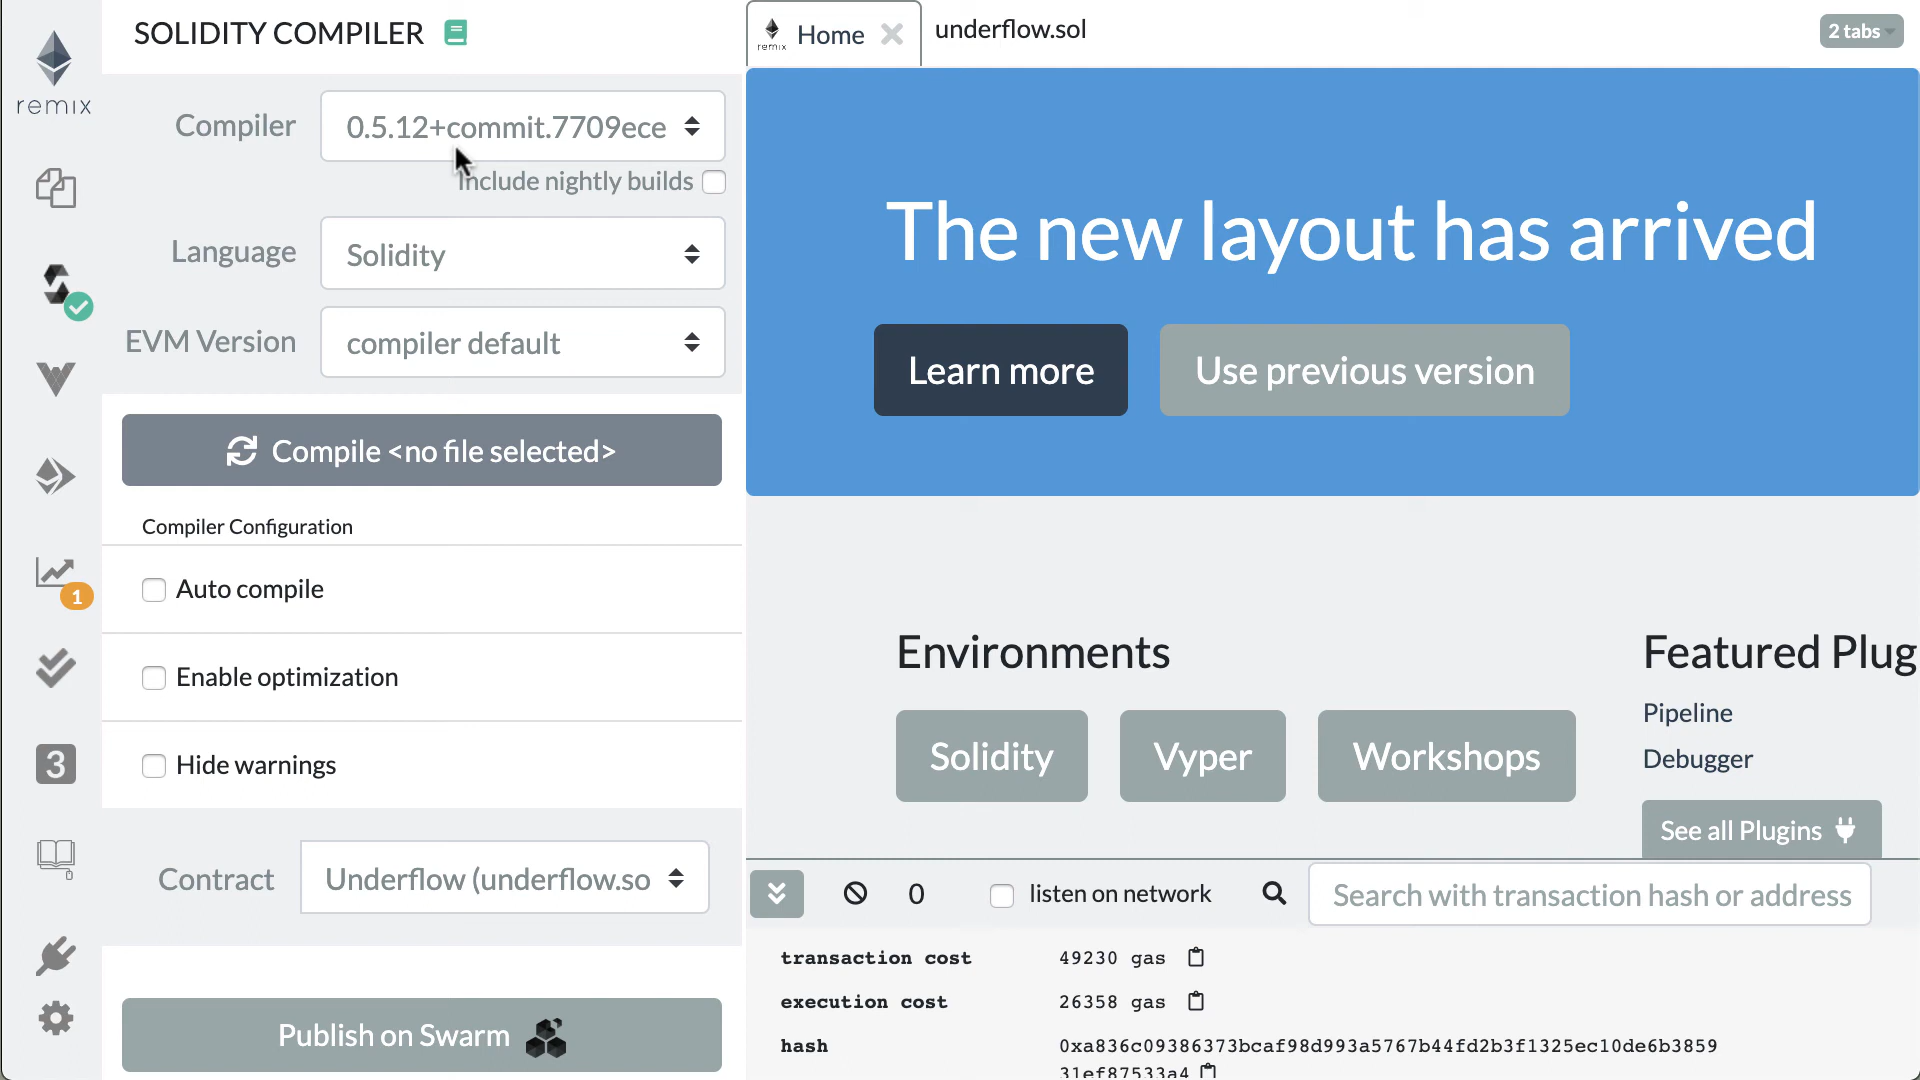 remix
1
3
SOLIDITY COMPILER
Compiler
0.5.12+commit.7709ece
Include nightly builds
Language
Solidity
EVM Version
compiler default
Compile <no file selected>
Compiler Configuration
Auto compile
Enable optimization
Hide warnings
Contract
Underflow (underflow.so
Publish on Swarm
remix
Home
underflow.sol
2 tabs
The new layout has arrived
Learn more
Use previous version
Environments
Solidity
Vyper
Workshops
Featured Plug
Pipeline
Debugger
See all Plugins
0
listen on network
Search with transaction hash or address
transaction cost
49230 gas
execution cost
26358 gas
hash
0xa836c09386373bcaf98d993a5767b44fd2b3f1325ec10de6b3859
31ef87533a4